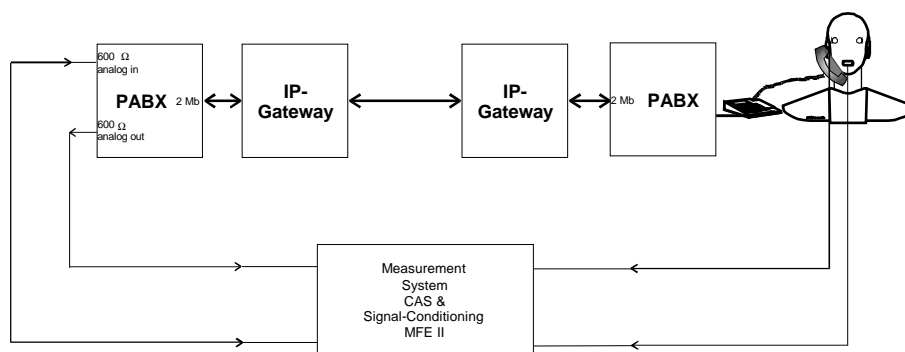 600 Ω
analog in
PABX
2 Mb
600 Ω
analog out
IP-
Gateway
IP-
Gateway
2 Mb
PABX
Measurement
System
CAS &
Signal-Conditioning
MFE II